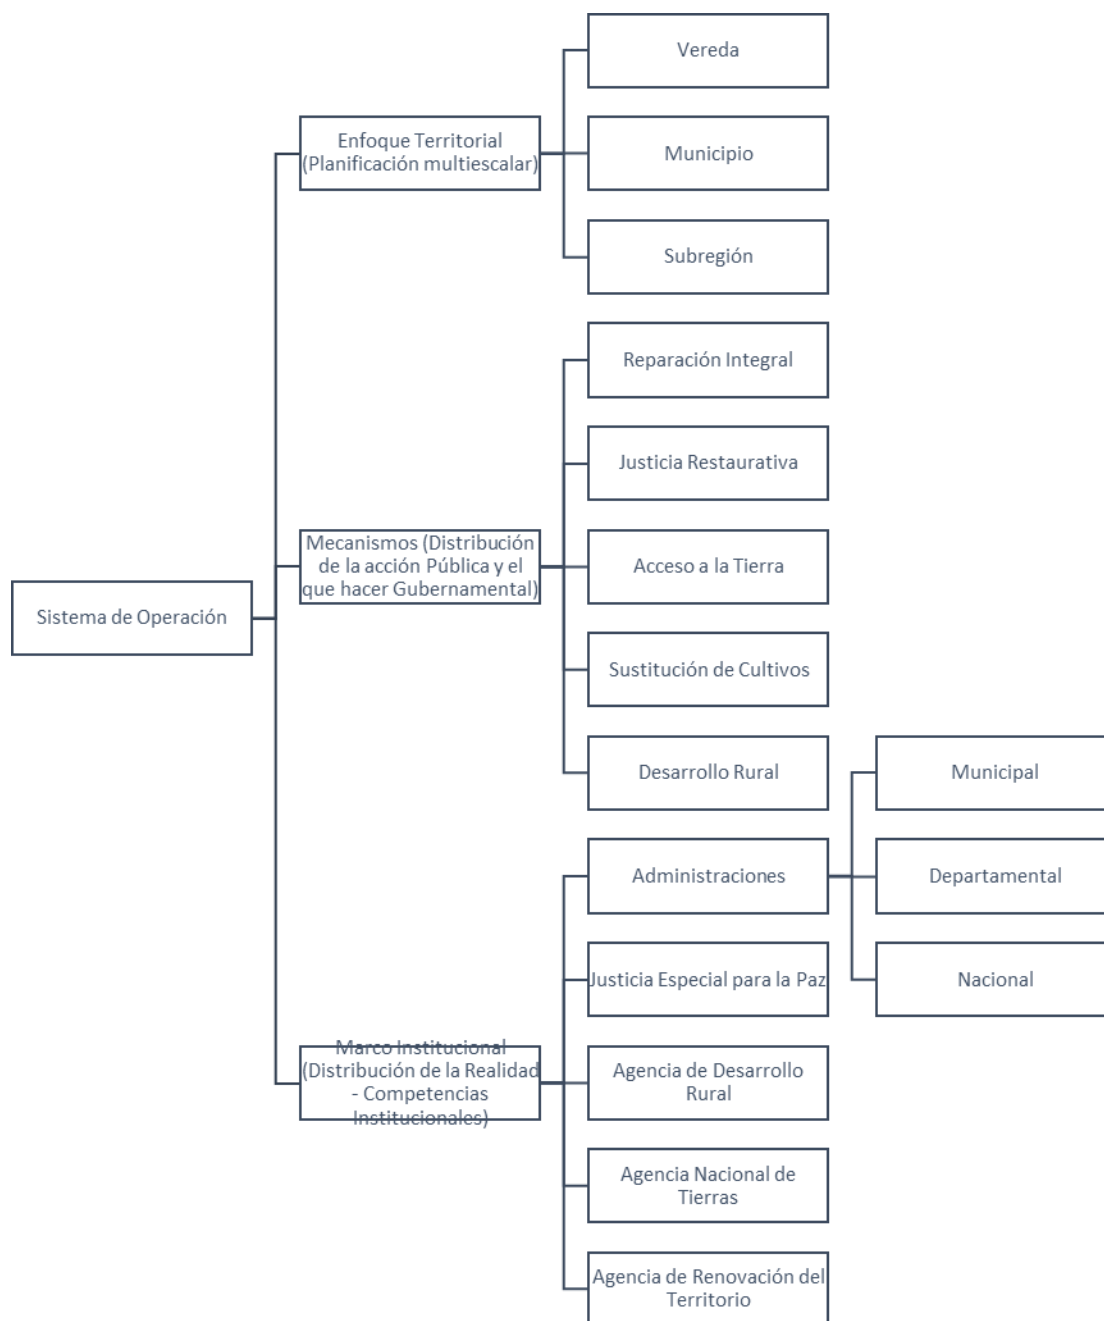 Sistema de Operación
Enfoque Territorial
(Planificación multiescalar)
Vereda
Municipio
Subregión
Mecanismos (Distribución
de la acción Pública y el
que hacer Gubernamental)
Reparación Integral
Justicia Restaurativa
Acceso a la Tierra
Sustitución de Cultivos
Desarrollo Rural
Marco Institucional
(Distribución de la Realidad
- Competencias
Institucionales)
Administraciones
Municipal
Departamental
Nacional
Justicia Especial para la Paz
Agencia de Desarrollo
Rural
Agencia Nacional de
Tierras
Agencia de Renovación del
Territorio